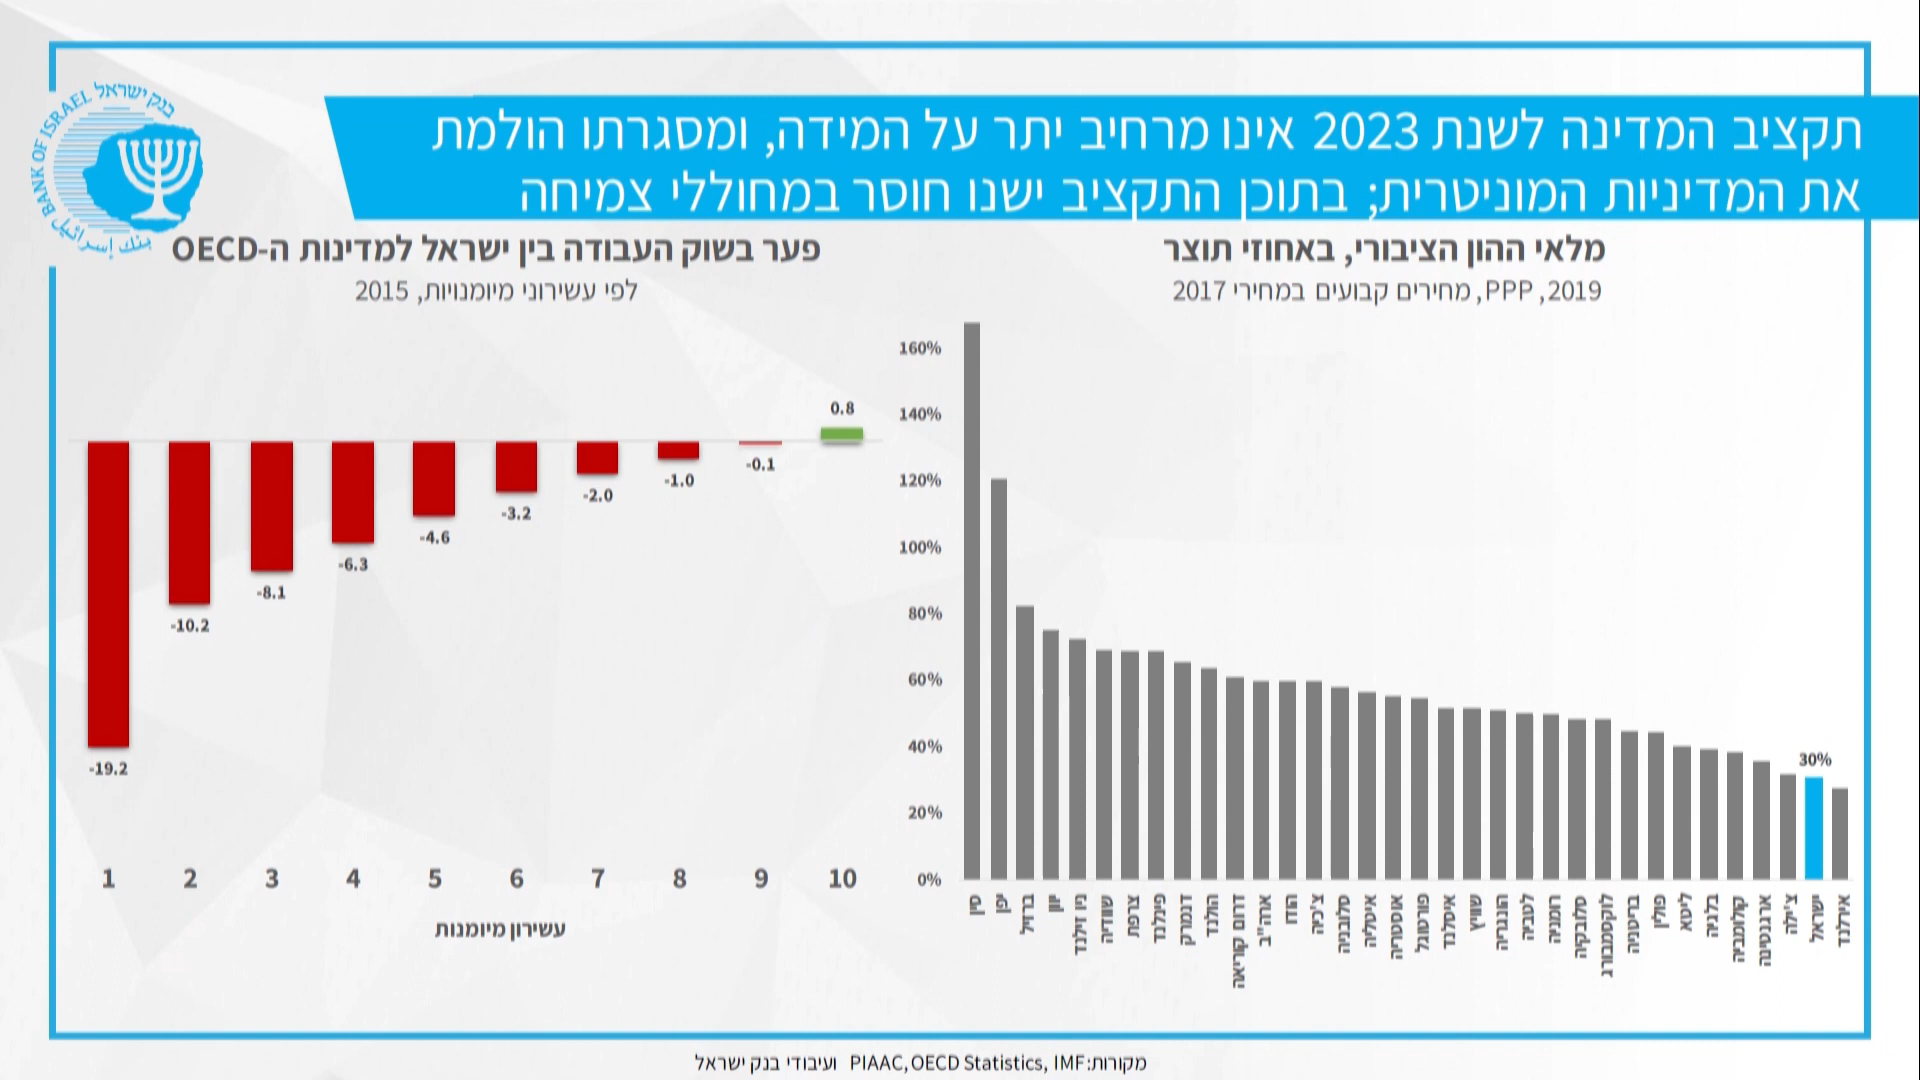 בנק ישראל
BANK OF ISRAEL
بنك إسرائيل
תקציב המדינה לשנת 2023 אינו מרחיב יתר על המידה, ומסגרתו הולמת
את המדיניות המוניטרית; בתוכן התקציב ישנו חוסר במחוללי צמיחה
מלאי ההון הציבורי, באחוזי תוצר
2019, PPP, מחירים קבועים במחירי 2017
160%
140%
120%
100%
80%
60%
40%
20%
0%
30%
סין
יפן
ברזיל
יוון
ניו זילנד
שוודיה
צרפת
פינלנד
דנמרק
הולנד
דרום קוריאה
ארה"ב
הודו
צ'כיה
סלובניה
איטליה
אוסטריה
פורטוגל
איסלנד
שוויץ
הונגריה
לטביה
רומניה
סלובקיה
לוקסמבורג
בריטניה
פולין
ליטא
בלגיה
קולומביה
ארגנטינה
צ'ילה
ישראל
אירלנד
פער בשוק העבודה בין ישראל למדינות ה-OECD
לפי עשירוני מיומנויות, 2015
-19.2
-10.2
-8.1
-6.3
-4.6
-3.2
-2.0
-1.0
-0.1
0.8
1 2 3 4 5 6 7 8 9 10
עשירון מיומנות
מקורות: PIAAC, OECD Statistics, IMF ועיבודי בנק ישראל